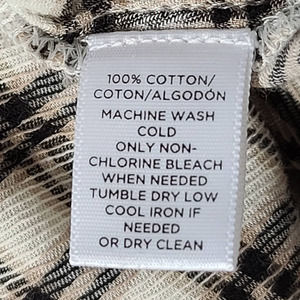 100% COTTON/
COTON/ALGODÓN
MACHINE WASH
COLD
ONLY NON-
CHLORINE BLEACH
WHEN NEEDED
TUMBLE DRY LOW
COOL IRON IF
NEEDED
OR DRY CLEAN